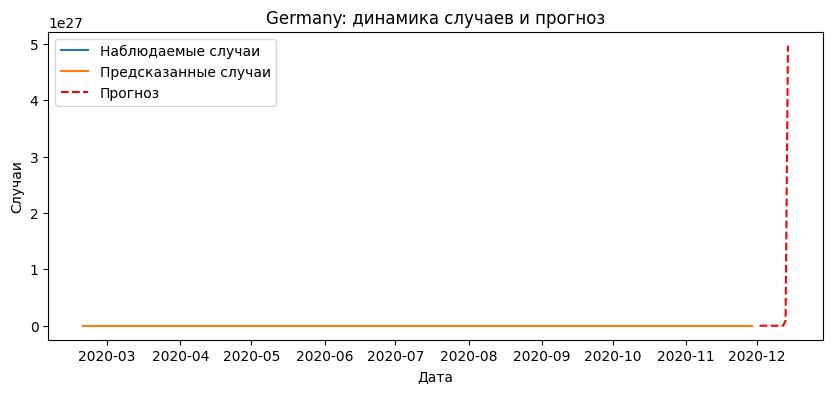 Germany: динамика случаев и прогноз
1e27
Наблюдаемые случаи
Предсказанные случаи
Прогноз
5
4
3
2
1
0
Случаи
2020-03 2020-04 2020-05 2020-06 2020-07 2020-08 2020-09 2020-10 2020-11 2020-12
Дата